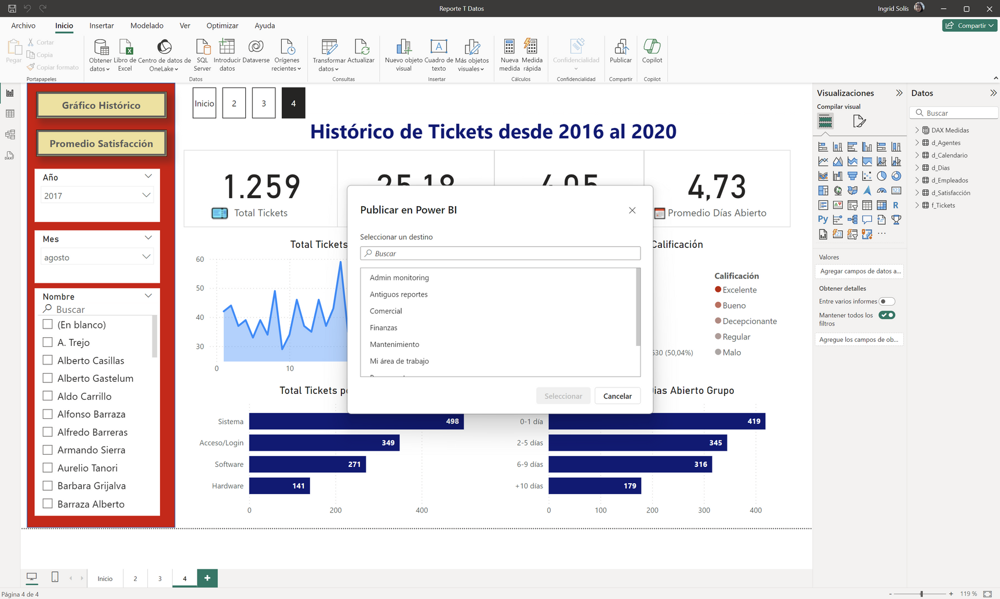 Reporte T Datos
Ingrid Solís
Archivo
Inicio
Insertar
Modelado
Ver
Optimizar
Ayuda
Compartir
Pegar
Cortar
Copia
Copiar formato
Portapapeles
Obtener datos
Libro de Excel
Centro de datos de OneLake
SQL Server
Introducir datos
Dataverse
Orígenes recientes
Datos
Transformar datos
Actualizar
Consultas
Nuevo objeto visual
Cuadro de texto
Más objetos visuales
Insertar
Nueva medida
Medida rápida
Cálculos
Confidencialidad
Confidencialidad
Publicar
Compartir
Copilot
Copilot
Gráfico Histórico
Promedio Satisfacción
Año
2017
Mes
agosto
Nombre
Buscar
(En blanco)
A. Trejo
Alberto Casillas
Alberto Gastelum
Aldo Carrillo
Alfonso Barraza
Alfredo Barreras
Armando Sierra
Aurelio Tanori
Barbara Grijalva
Barraza Alberto
Inicio
2
3
4
Histórico de Tickets desde 2016 al 2020
1.259
Total Tickets
4,73
Promedio Días Abierto
Total Tickets
60
50
40
30
0
10
Calificación
Calificación
Excelente
Bueno
Decepcionante
Regular
Malo
630 (50,04%)
Publicar en Power BI
Seleccionar un destino
Buscar
Admin monitoring
Antiguos reportes
Comercial
Finanzas
Mantenimiento
Mi área de trabajo
Seleccionar
Cancelar
Total Tickets
Sistema
498
Acceso/Login
349
Software
271
Hardware
141
0
200
400
ias Abierto Grupo
0-1 día
419
2-5 días
345
6-9 días
316
+10 días
179
0
100
200
300
400
Visualizaciones
Compilar visual
R
Py
123
Valores
Agregar campos de datos a...
Obtener detalles
Entre varios informes
Mantener todos los
filtros
Agregue los campos de ob...
Datos
Buscar
DAX Medidas
d_Agentes
d_Calendario
d_Dias
d_Empleados
d_Satisfacción
f_Tickets
Inicio
2
3
4
Página 4 de 4
119 %